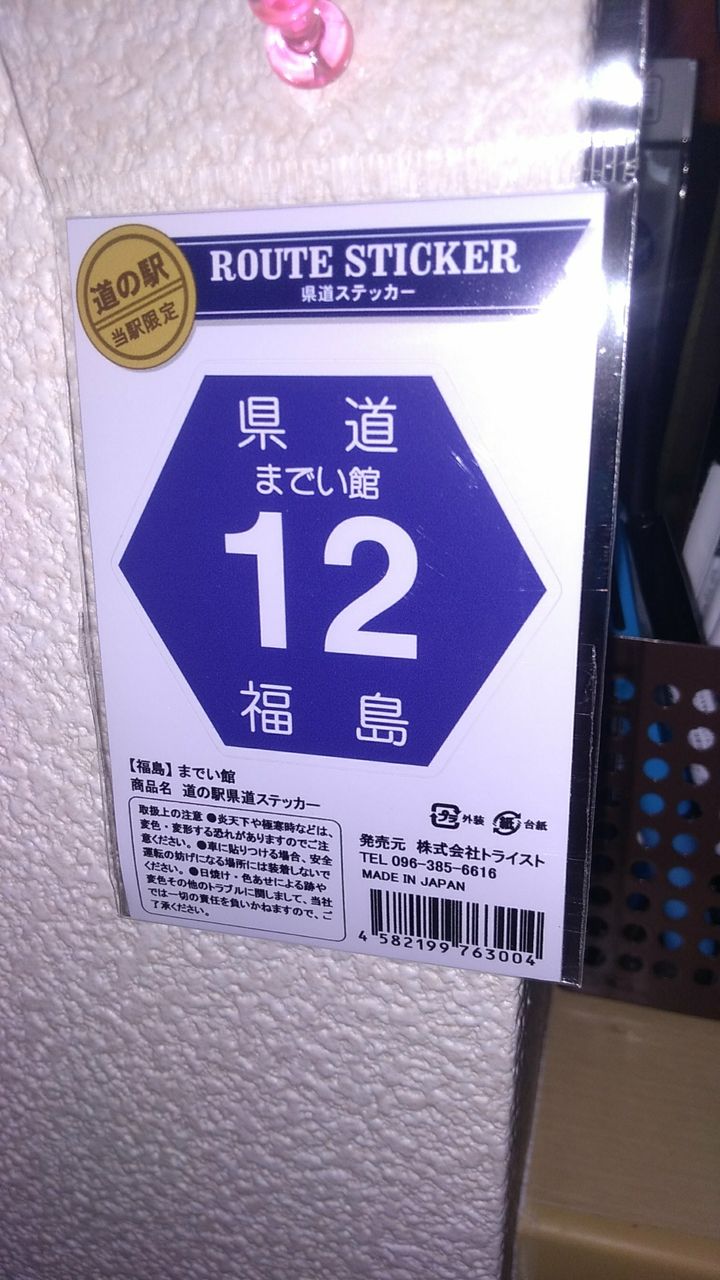 道の駅
当駅限定
ROUTE STICKER
県道ステッカー
県 道
までい館
12
福 島
【福島】までい館
商品名 道の駅県道ステッカー
取扱上の注意 ●炎天下や極寒時などは、
変色・変形する恐れがありますのでご注
意ください。●車に貼りつける場合、安全
運転の妨げになる場所には装着しないで
ください。●日焼け・色あせによる跡や
変色その他のトラブルに関しまして、当社
では一切の責任を負いかねますので、ご
了承ください。
プラ 外装 紙 台紙
発売元 株式会社トライスト
TEL 096-385-6616
MADE IN JAPAN
4 582199 763004